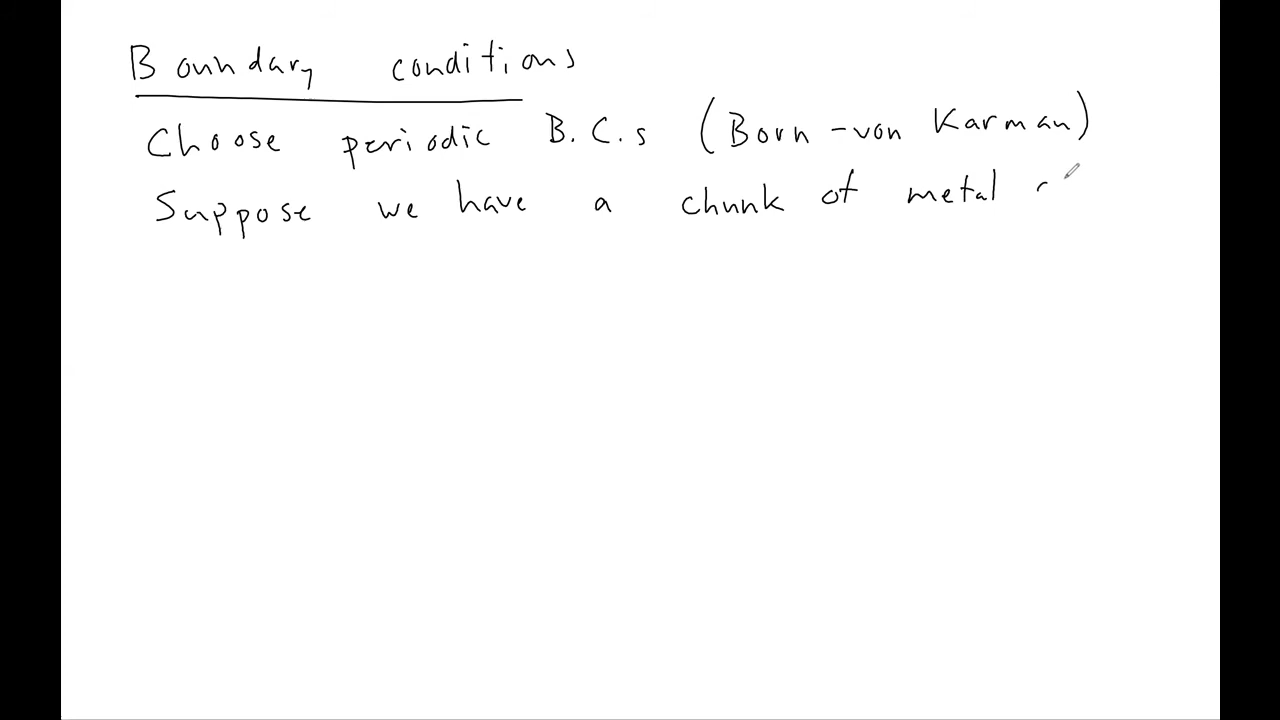 Boundary conditions
Choose periodic B.C.s (Born-von Karman)
Suppose we have a chunk of metal